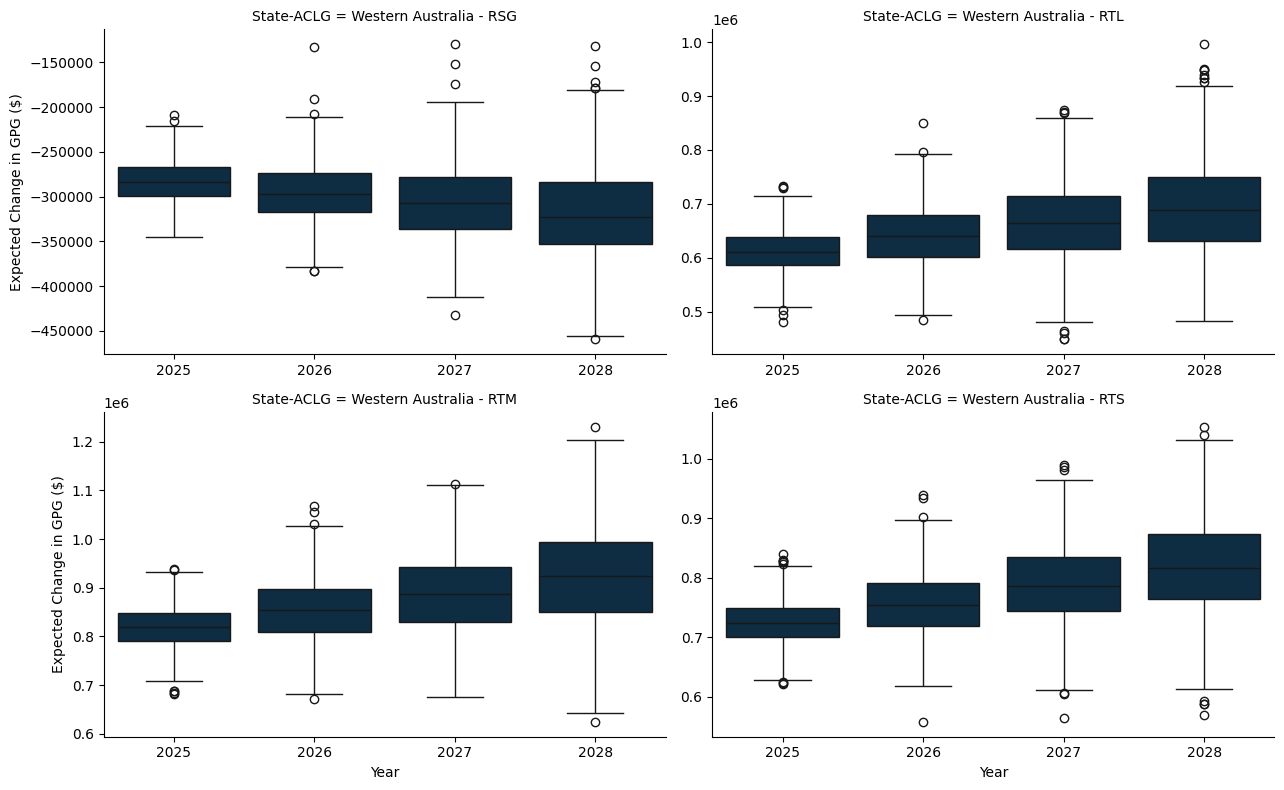 State-ACLG = Western Australia - RSG
Expected Change in GPG ($)
−150000
−200000
−250000
−300000
−350000
−400000
−450000
2025 2026 2027 2028
State-ACLG = Western Australia - RTL
1e6
1.0
0.9
0.8
0.7
0.6
0.5
2025 2026 2027 2028
State-ACLG = Western Australia - RTM
1e6
Expected Change in GPG ($)
1.2
1.1
1.0
0.9
0.8
0.7
0.6
2025 2026 2027 2028
Year
State-ACLG = Western Australia - RTS
1e6
1.0
0.9
0.8
0.7
0.6
2025 2026 2027 2028
Year